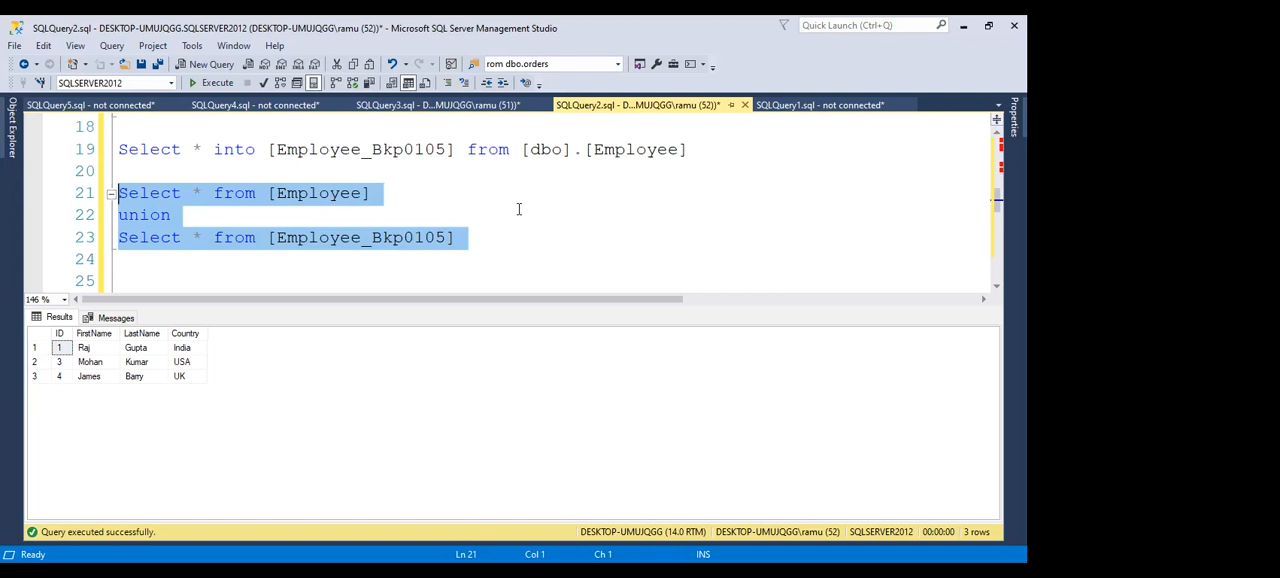 SQLQuery2.sql - DESKTOP-UMUJQGG.SQLSERVER2012 (DESKTOP-UMUJQGG\ramu (52))* - Microsoft SQL Server Management Studio
Quick Launch (Ctrl+Q)
File Edit View Query Project Tools Window Help
New Query rom dbo.orders
SQLSERVER2012 Execute
SQLQuery5.sql - not connected* SQLQuery4.sql - not connected* SQLQuery3.sql - D...MUJQGG\ramu (51))* SQLQuery2.sql - D...MUJQGG\ramu (52))* SQLQuery1.sql - not connected*
Object Explorer
Properties
18
19 Select * into [Employee_Bkp0105] from [dbo].[Employee]
20
21 Select * from [Employee]
22 union
23 Select * from [Employee_Bkp0105]
24
25
146 %
Results Messages
ID FirstName LastName Country
1 1 Raj Gupta India
2 3 Mohan Kumar USA
3 4 James Barry UK
Query executed successfully. DESKTOP-UMUJQGG (14.0 RTM) DESKTOP-UMUJQGG\ramu (52) SQLSERVER2012 00:00:00 3 rows
Ready Ln 21 Col 1 Ch 1 INS